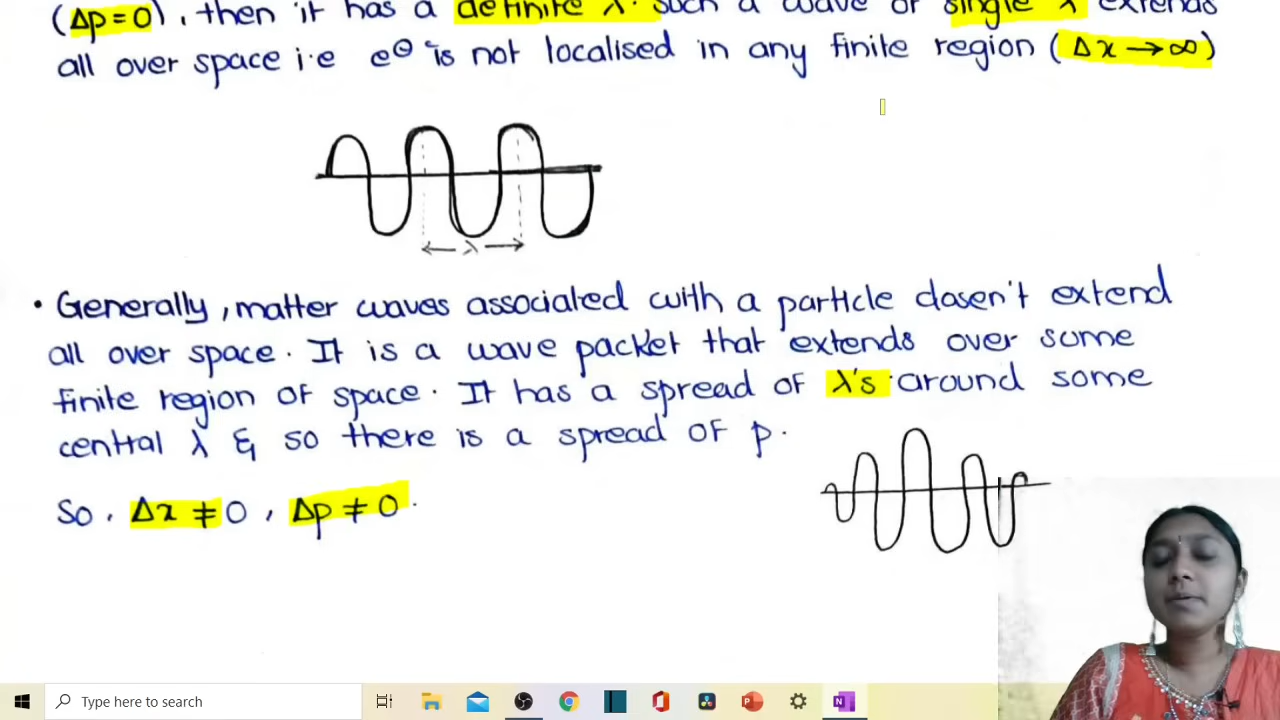 (Δp = 0), then it has a definite λ. Such a wave of single λ extends
all over space i.e e⊖ is not localised in any finite region (Δx → ∞)
← λ →
• Generally, matter waves associated with a particle dosen't extend
all over space. It is a wave packet that extends over some
finite region of space. It has a spread of λ's around some
central λ & so there is a spread of p.
So, Δx ≠ 0, Δp ≠ 0.
Type here to search